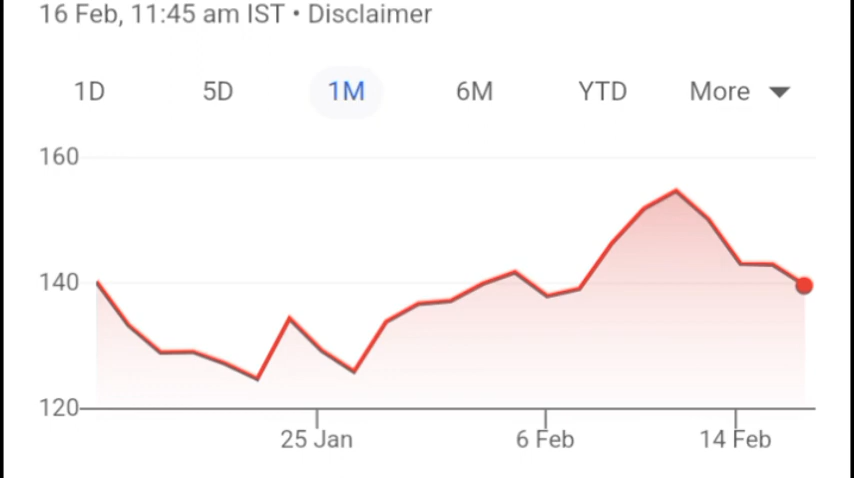 16 Feb, 11:45 am IST • Disclaimer
1D 5D 1M 6M YTD More
160
140
120
25 Jan 6 Feb 14 Feb